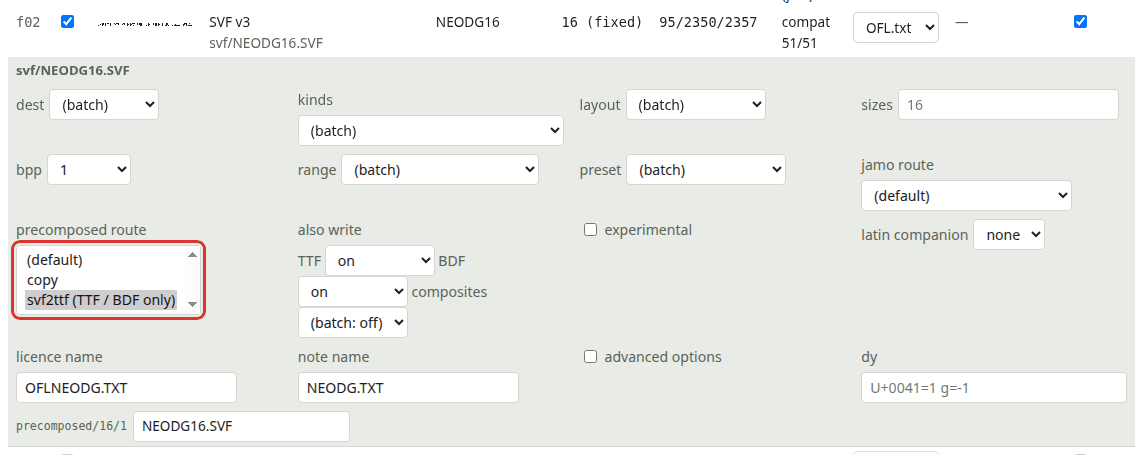 f02 SVF v3 NEODG16 16 (fixed) 95/2350/2357 compat OFL.txt —
svf/NEODG16.SVF 51/51
svf/NEODG16.SVF
dest (batch) kinds layout (batch) sizes 16
(batch)
bpp 1 range (batch) preset (batch) jamo route
(default)
precomposed route also write experimental latin companion none
(default) TTF on BDF
copy on composites
svf2ttf (TTF / BDF only) (batch: off)
licence name note name advanced options dy
OFLNEODG.TXT NEODG.TXT U+0041=1 g=-1
precomposed/16/1 NEODG16.SVF